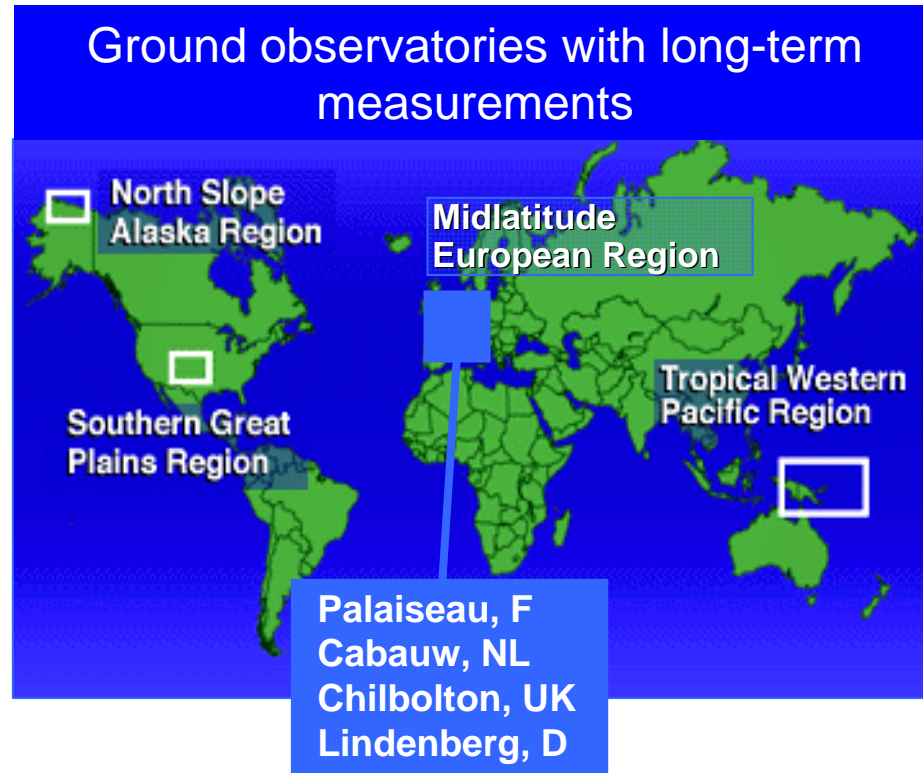 Ground observatories with long-term
measurements
North Slope
Alaska Region
Midlatitude
European Region
Tropical Western
Pacific Region
Southern Great
Plains Region
Palaiseau, F
Cabauw, NL
Chilbolton, UK
Lindenberg, D